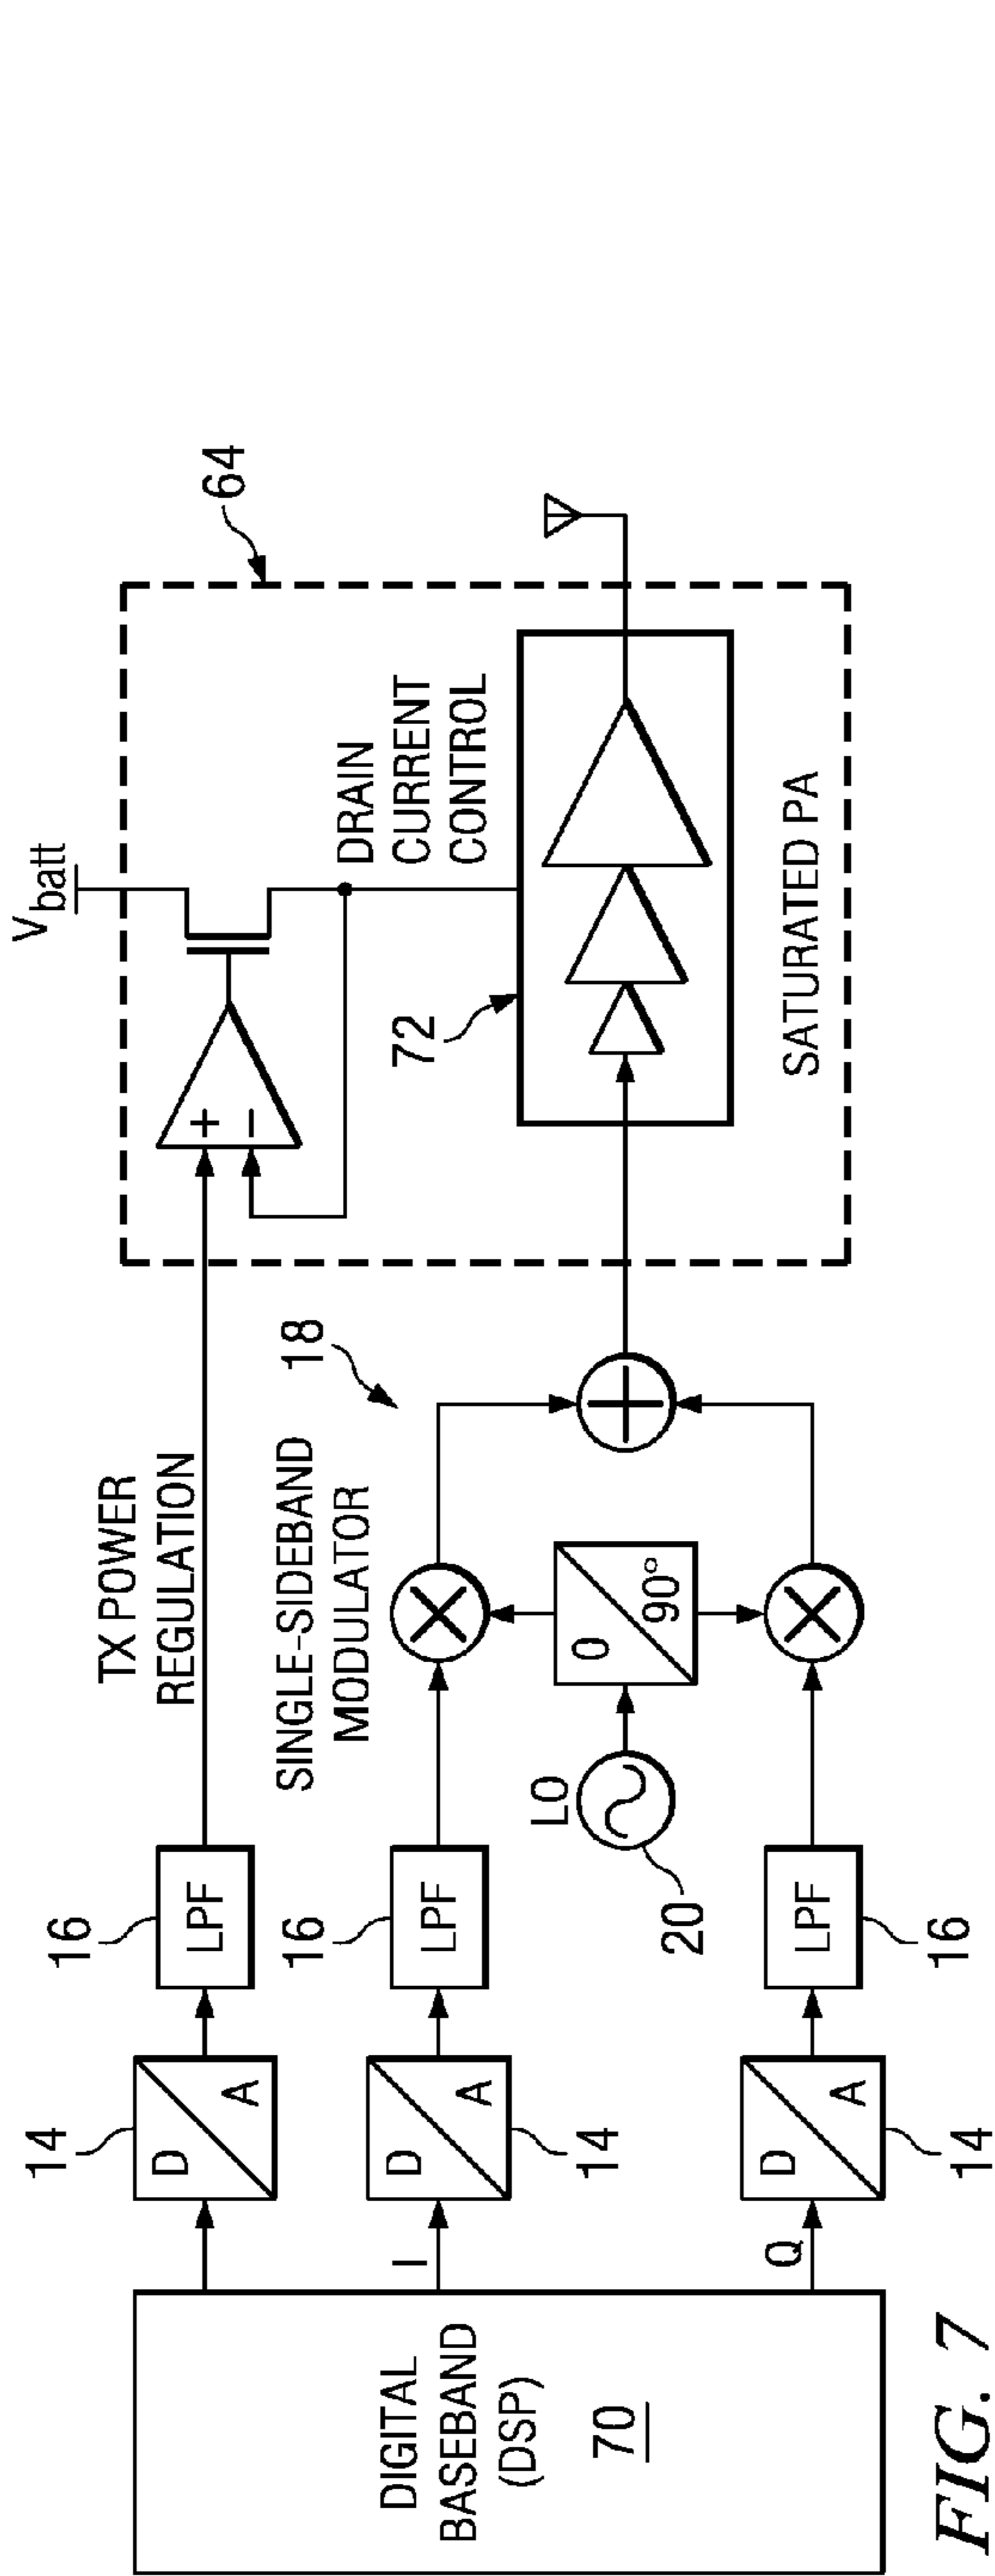 DIGITAL
BASEBAND
(DSP)
70
I
Q
14
D
A
14
D
A
14
D
A
16
LPF
16
LPF
16
LPF
TX POWER
REGULATION
SINGLE-SIDEBAND
MODULATOR
18
LO
20
0
90°
Vbatt
+
−
DRAIN
CURRENT
CONTROL
72
SATURATED PA
64
FIG. 7